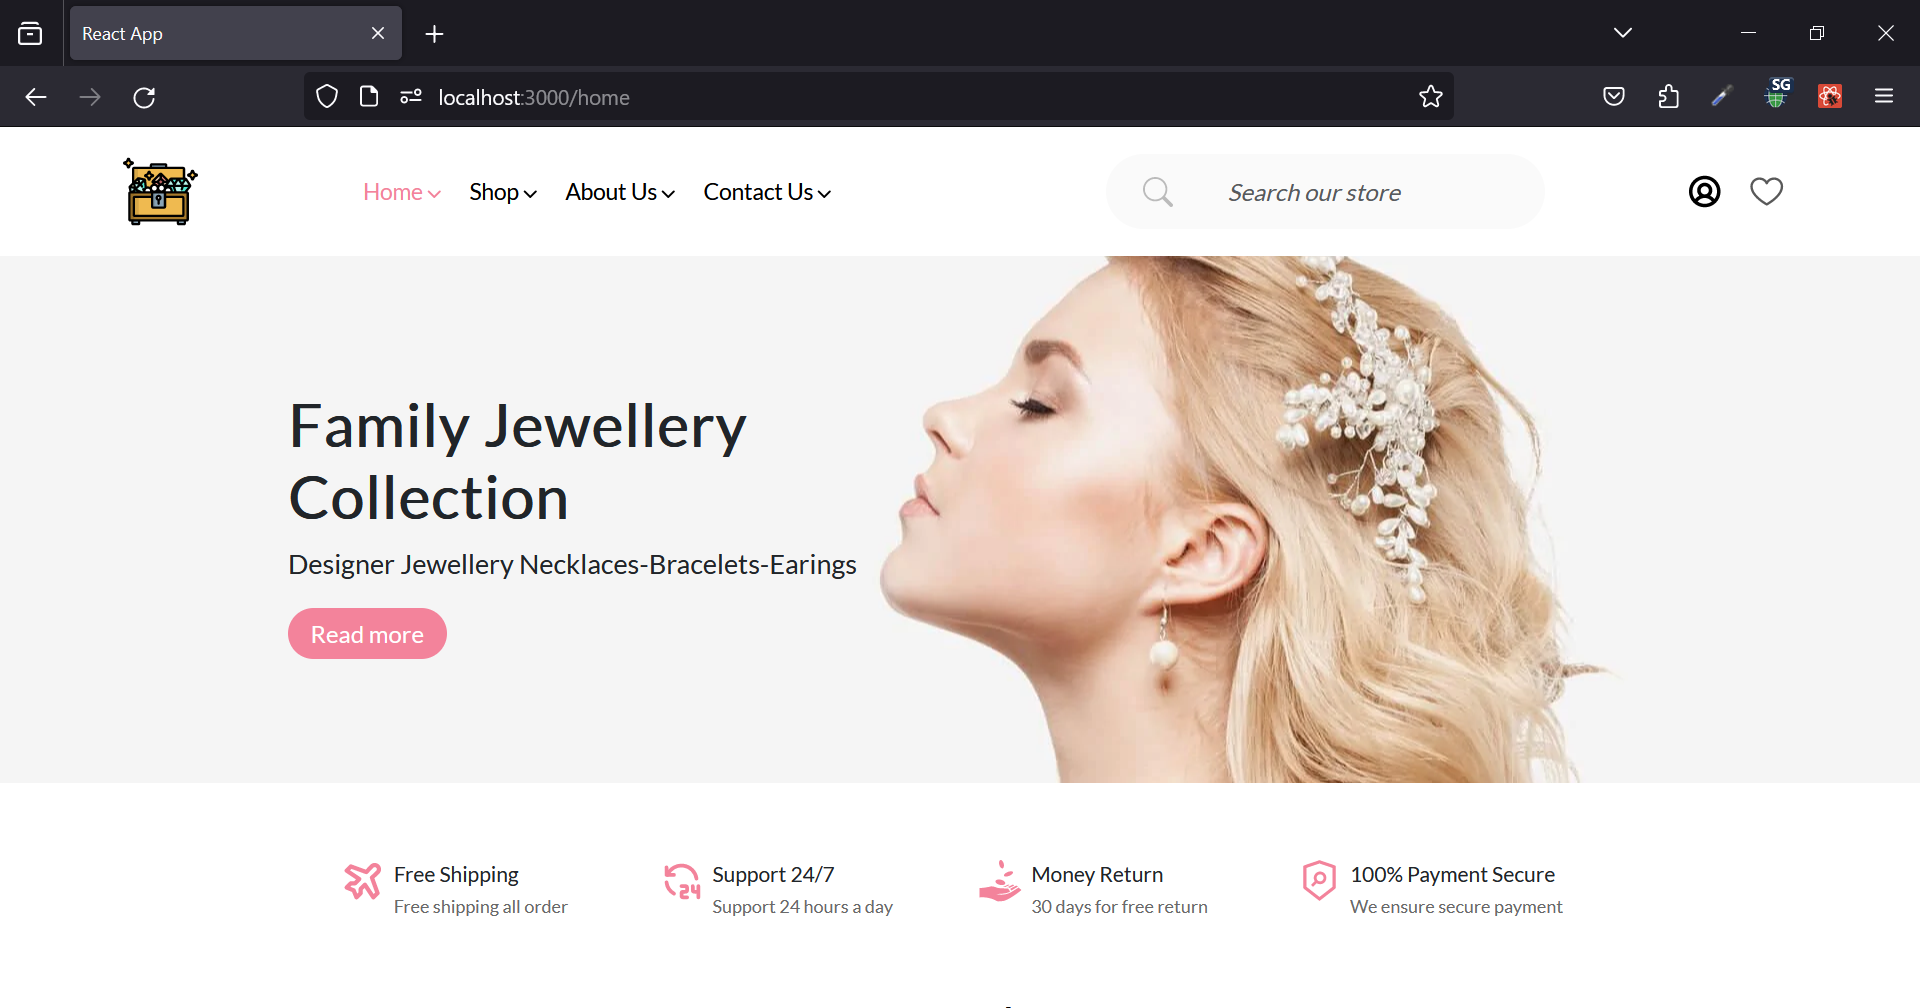 React App
localhost:3000/home
SG
Home Shop About Us Contact Us
Search our store
Family Jewellery
Collection
Designer Jewellery Necklaces-Bracelets-Earings
Read more
Free Shipping
Free shipping all order
24
Support 24/7
Support 24 hours a day
Money Return
30 days for free return
100% Payment Secure
We ensure secure payment